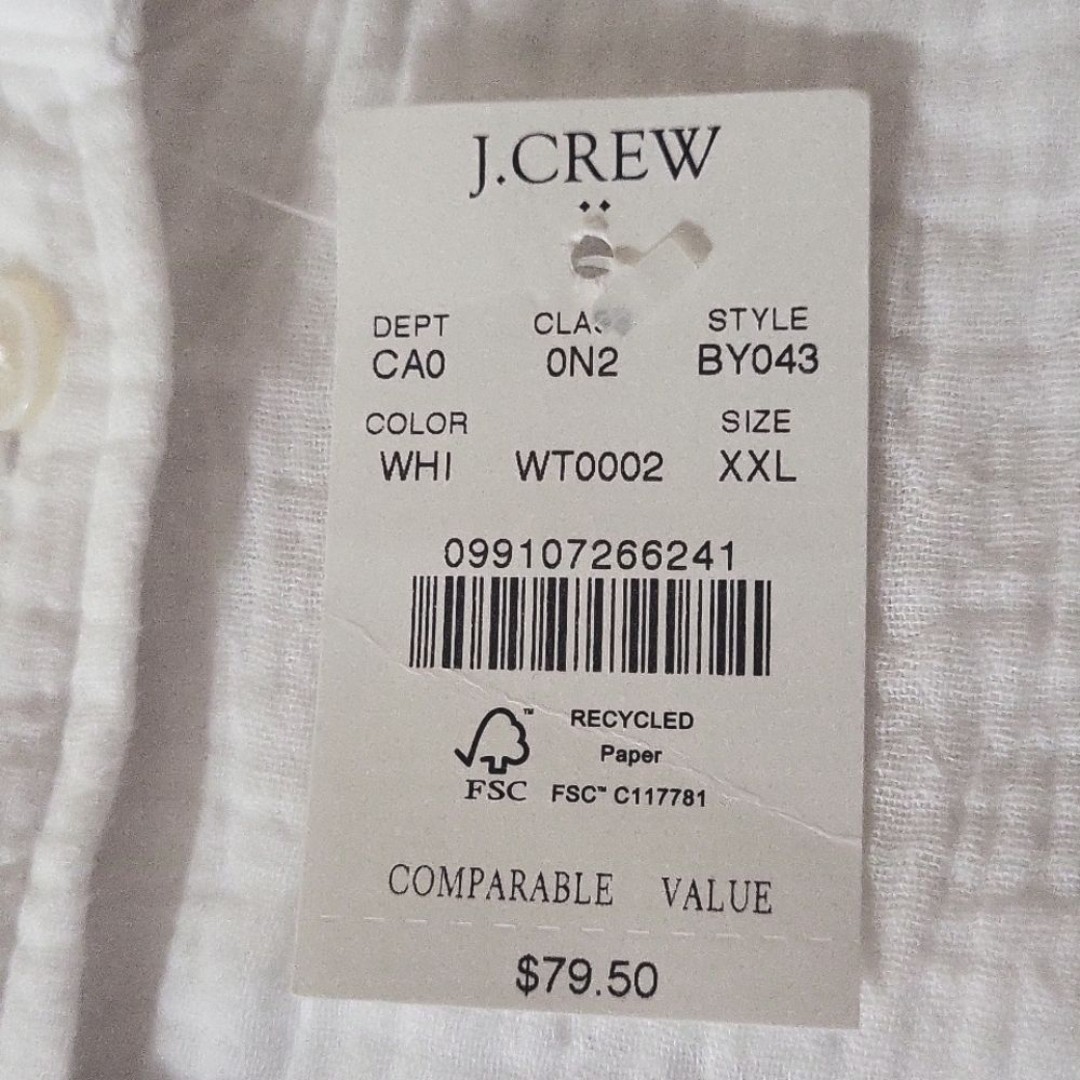 J.CREW
DEPT CLASS STYLE
CA0 0N2 BY043
COLOR SIZE
WHI WT0002 XXL
099107266241
RECYCLED
Paper
FSC FSC™ C117781
COMPARABLE VALUE
$79.50